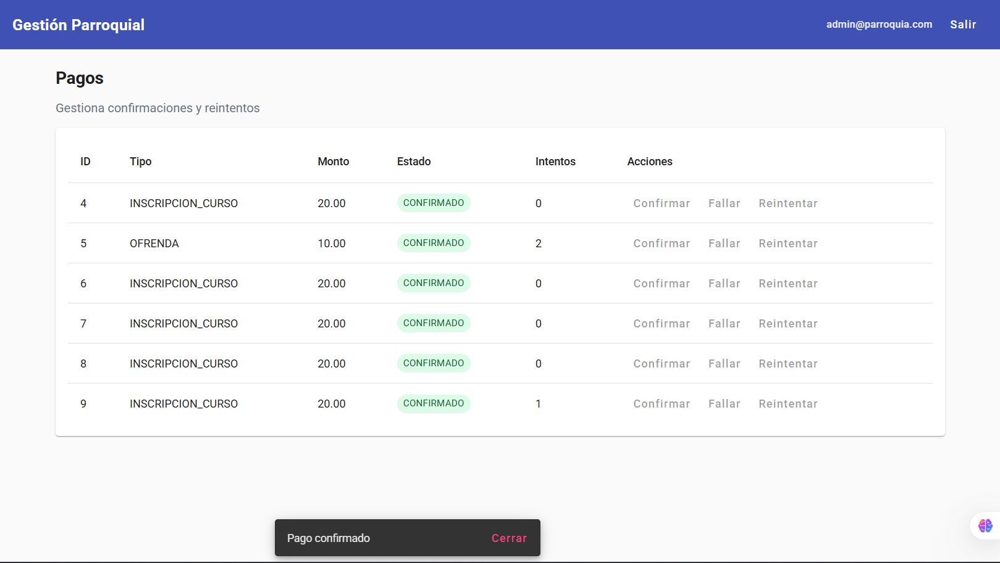 Gestión Parroquial admin@parroquia.com Salir
Pagos
Gestiona confirmaciones y reintentos
ID Tipo Monto Estado Intentos Acciones
4 INSCRIPCION_CURSO 20.00 CONFIRMADO 0 Confirmar Fallar Reintentar
5 OFRENDA 10.00 CONFIRMADO 2 Confirmar Fallar Reintentar
6 INSCRIPCION_CURSO 20.00 CONFIRMADO 0 Confirmar Fallar Reintentar
7 INSCRIPCION_CURSO 20.00 CONFIRMADO 0 Confirmar Fallar Reintentar
8 INSCRIPCION_CURSO 20.00 CONFIRMADO 0 Confirmar Fallar Reintentar
9 INSCRIPCION_CURSO 20.00 CONFIRMADO 1 Confirmar Fallar Reintentar
Pago confirmado Cerrar